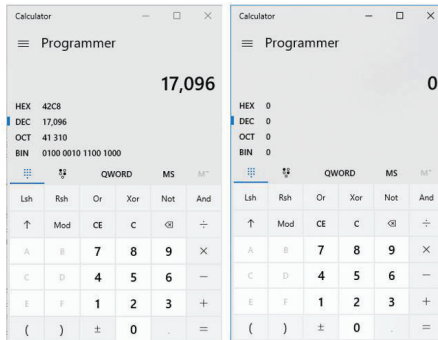 Calculator
Programmer
17,096
HEX 42C8
DEC 17,096
OCT 41 310
BIN 0100 0010 1100 1000
QWORD MS M˅
Lsh Rsh Or Xor Not And
↑ Mod CE C ⌫ ÷
A B 7 8 9 ×
C D 4 5 6 −
E F 1 2 3 +
( ) ± 0 . =
Calculator
Programmer
0
HEX 0
DEC 0
OCT 0
BIN 0
QWORD MS M˅
Lsh Rsh Or Xor Not And
↑ Mod CE C ⌫ ÷
A B 7 8 9 ×
C D 4 5 6 −
E F 1 2 3 +
( ) ± 0 . =